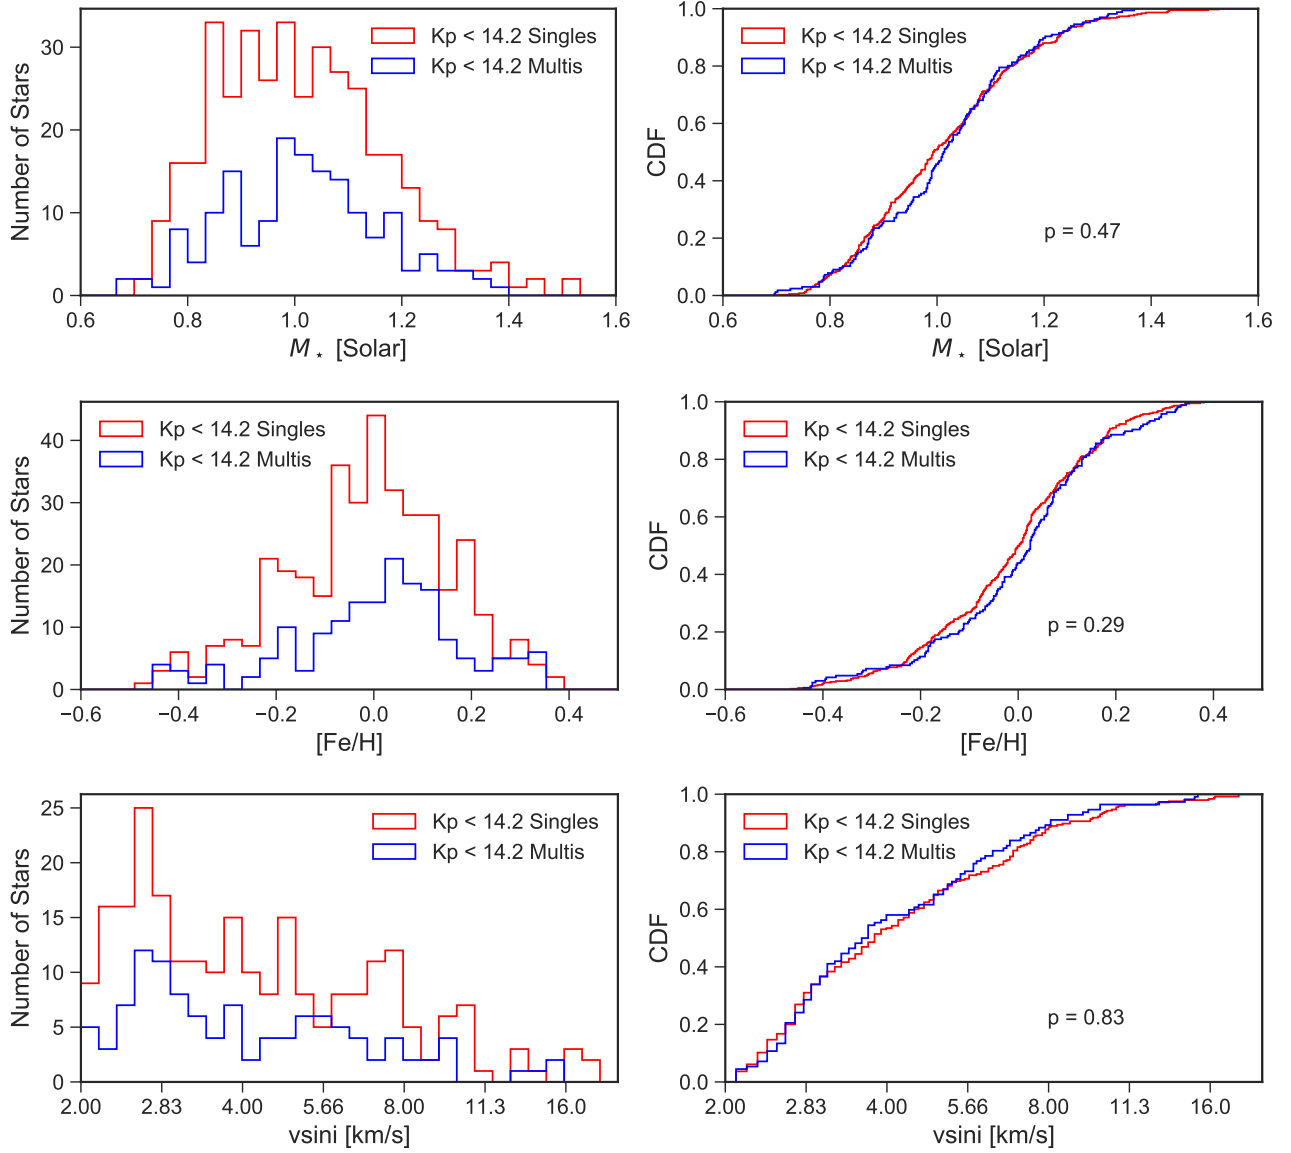 Number of Stars
30
20
10
0
Kp < 14.2 Singles
Kp < 14.2 Multis
0.6 0.8 1.0 1.2 1.4 1.6
M⋆ [Solar]
CDF
1.0
0.8
0.6
0.4
0.2
0.0
Kp < 14.2 Singles
Kp < 14.2 Multis
p = 0.47
0.6 0.8 1.0 1.2 1.4 1.6
M⋆ [Solar]
Number of Stars
40
30
20
10
0
Kp < 14.2 Singles
Kp < 14.2 Multis
−0.6 −0.4 −0.2 0.0 0.2 0.4
[Fe/H]
CDF
1.0
0.8
0.6
0.4
0.2
0.0
Kp < 14.2 Singles
Kp < 14.2 Multis
p = 0.29
−0.6 −0.4 −0.2 0.0 0.2 0.4
[Fe/H]
Number of Stars
25
20
15
10
5
0
Kp < 14.2 Singles
Kp < 14.2 Multis
2.00 2.83 4.00 5.66 8.00 11.3 16.0
vsini [km/s]
CDF
1.0
0.8
0.6
0.4
0.2
0.0
Kp < 14.2 Singles
Kp < 14.2 Multis
p = 0.83
2.00 2.83 4.00 5.66 8.00 11.3 16.0
vsini [km/s]